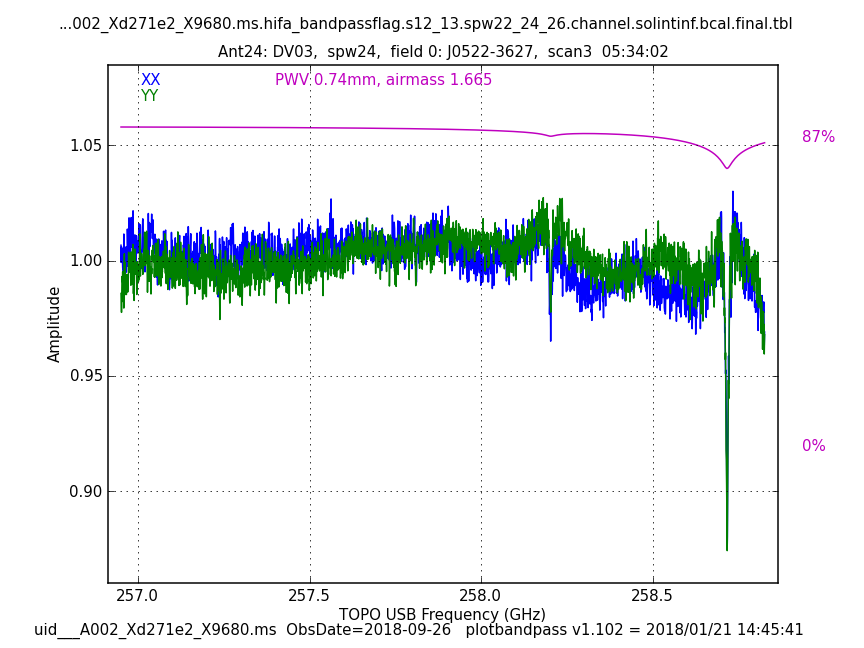 ...002_Xd271e2_X9680.ms.hifa_bandpassflag.s12_13.spw22_24_26.channel.solintinf.bcal.final.tbl
Ant24: DV03,  spw24,  field 0: J0522-3627,  scan3  05:34:02
XX
YY
PWV 0.74mm, airmass 1.665
87%
0%
1.05
1.00
0.95
0.90
Amplitude
257.0 257.5 258.0 258.5
TOPO USB Frequency (GHz)
uid___A002_Xd271e2_X9680.ms  ObsDate=2018-09-26   plotbandpass v1.102 = 2018/01/21 14:45:41